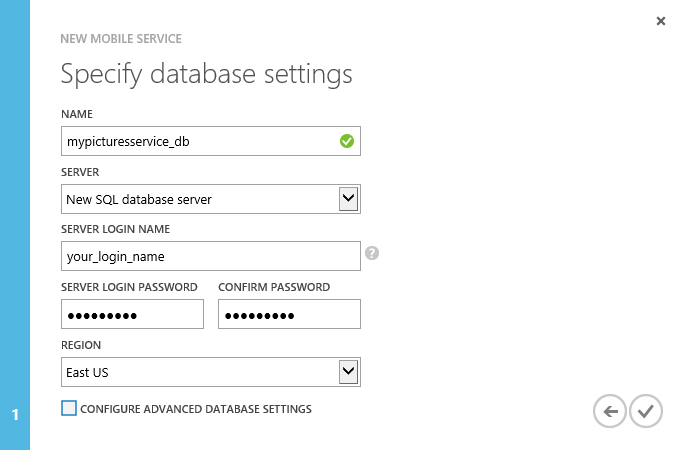 NEW MOBILE SERVICE
Specify database settings
NAME
mypicturesservice_db
SERVER
New SQL database server
SERVER LOGIN NAME
your_login_name
?
SERVER LOGIN PASSWORD CONFIRM PASSWORD
●●●●●●●●● ●●●●●●●●●
REGION
East US
CONFIGURE ADVANCED DATABASE SETTINGS
1